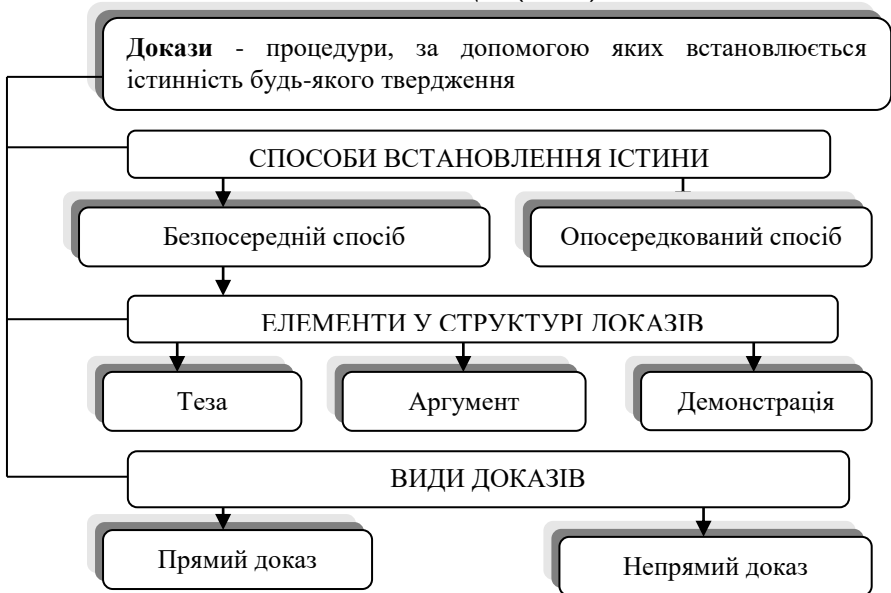 Докази - процедури, за допомогою яких встановлюється
істинність будь-якого твердження
СПОСОБИ ВСТАНОВЛЕННЯ ІСТИНИ
Безпосередній спосіб
Опосередкований спосіб
ЕЛЕМЕНТИ У СТРУКТУРІ ДОКАЗІВ
Теза
Аргумент
Демонстрація
ВИДИ ДОКАЗІВ
Прямий доказ
Непрямий доказ